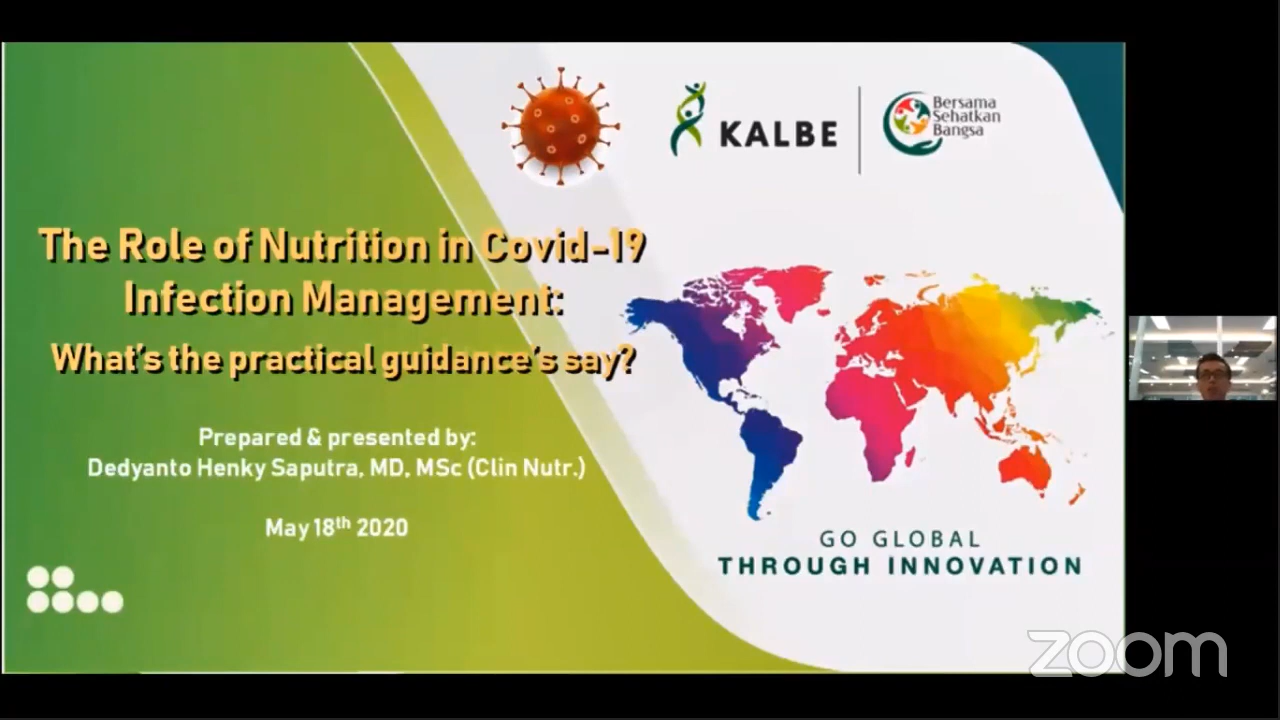 KALBE
Bersama
Sehatkan
Bangsa
The Role of Nutrition in Covid-19
Infection Management:
What's the practical guidance's say?
Prepared & presented by:
Dedyanto Henky Saputra, MD, MSc (Clin Nutr.)
May 18th 2020
GO GLOBAL
THROUGH INNOVATION
zoom